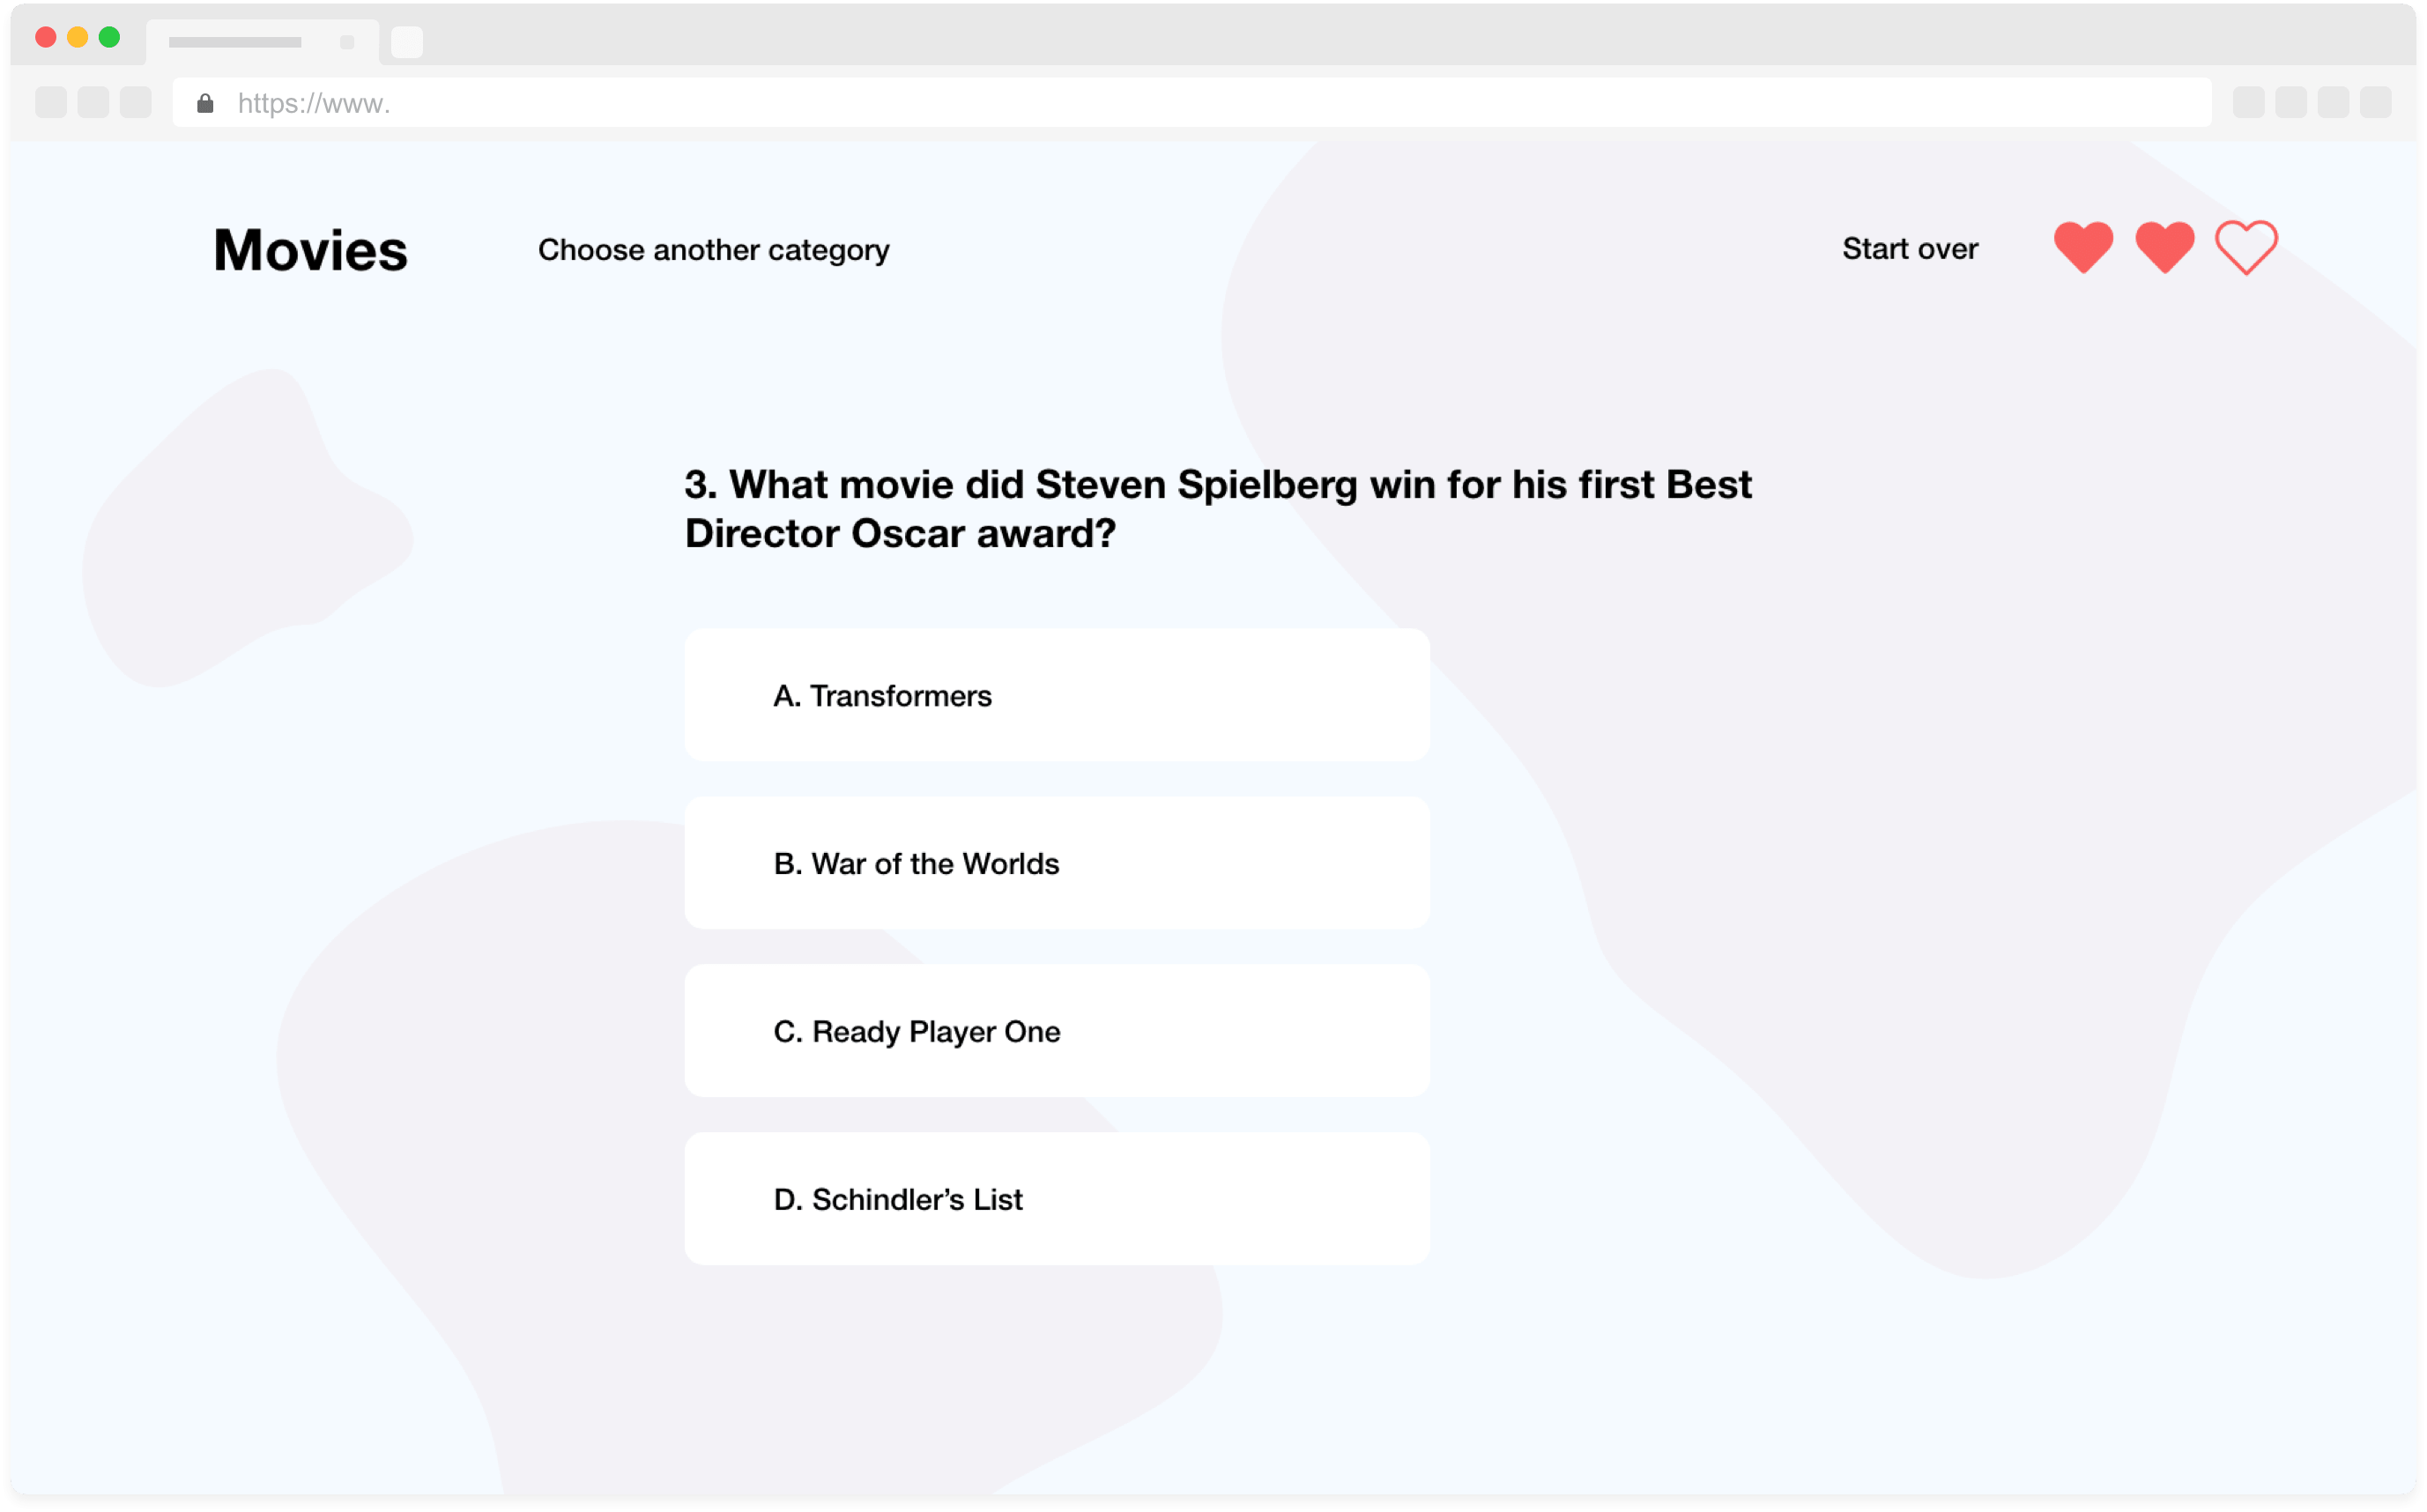 https://www.
Movies
Choose another category
Start over
3. What movie did Steven Spielberg win for his first Best
Director Oscar award?
A. Transformers
B. War of the Worlds
C. Ready Player One
D. Schindler’s List